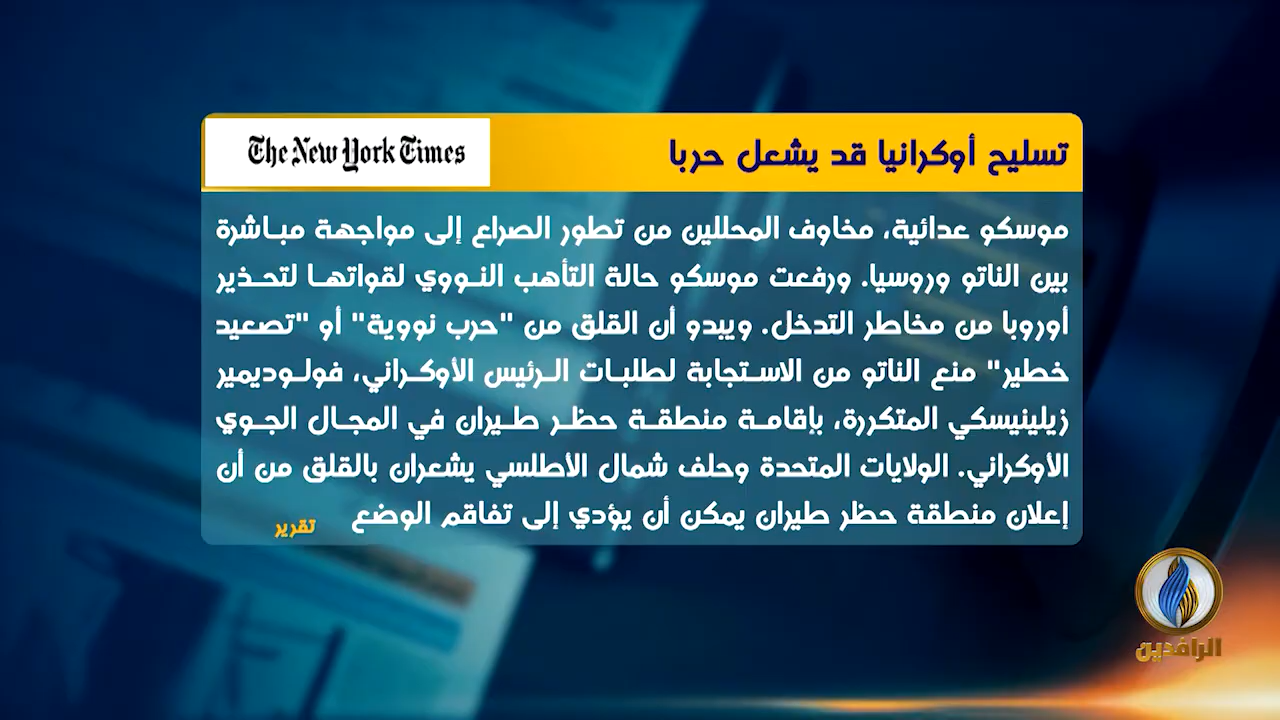 تسليح أوكرانيا قد يشعل حربا
The New York Times
موسكو عدائية، مخاوف المحللين من تطور الصراع إلى مواجهة مباشرة
بين الناتو وروسيا. ورفعت موسكو حالة التأهب النووي لقواتها لتحذير
أوروبا من مخاطر التدخل. ويبدو أن القلق من "حرب نووية" أو "تصعيد
خطير" منع الناتو من الاستجابة لطلبات الرئيس الأوكراني، فولوديمير
زيلينيسكي المتكررة، بإقامة منطقة حظر طيران في المجال الجوي
الأوكراني. الولايات المتحدة وحلف شمال الأطلسي يشعران بالقلق من أن
إعلان منطقة حظر طيران يمكن أن يؤدي إلى تفاقم الوضع
تقرير
الرافدين